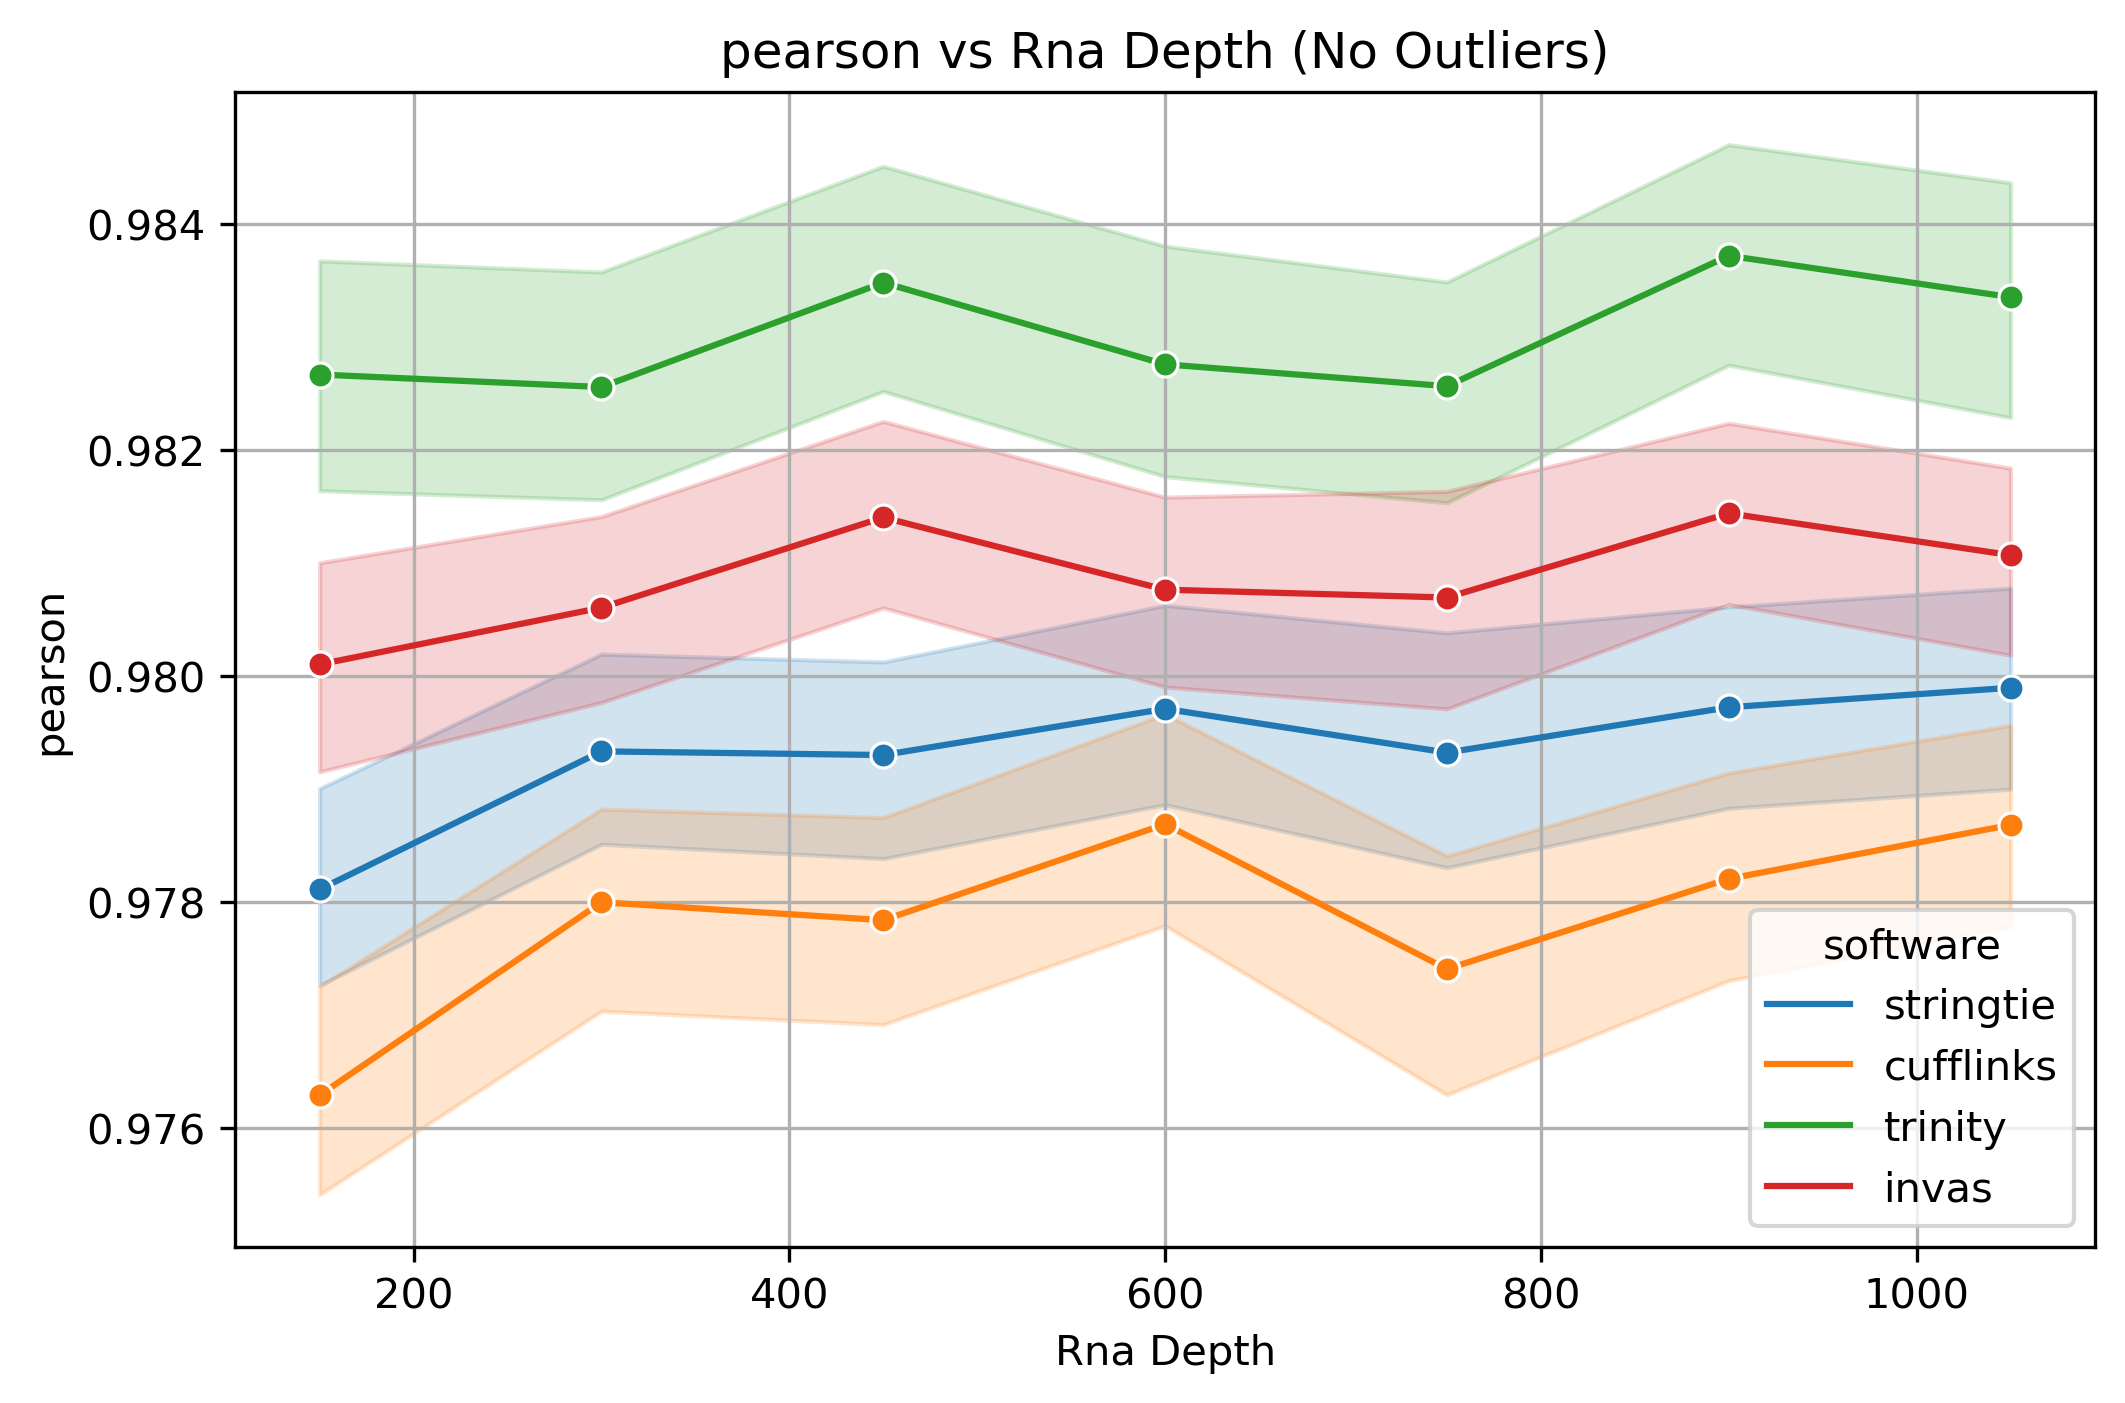 pearson vs Rna Depth (No Outliers)
pearson
0.984
0.982
0.980
0.978
0.976
200 400 600 800 1000
Rna Depth
software
stringtie
cufflinks
trinity
invas